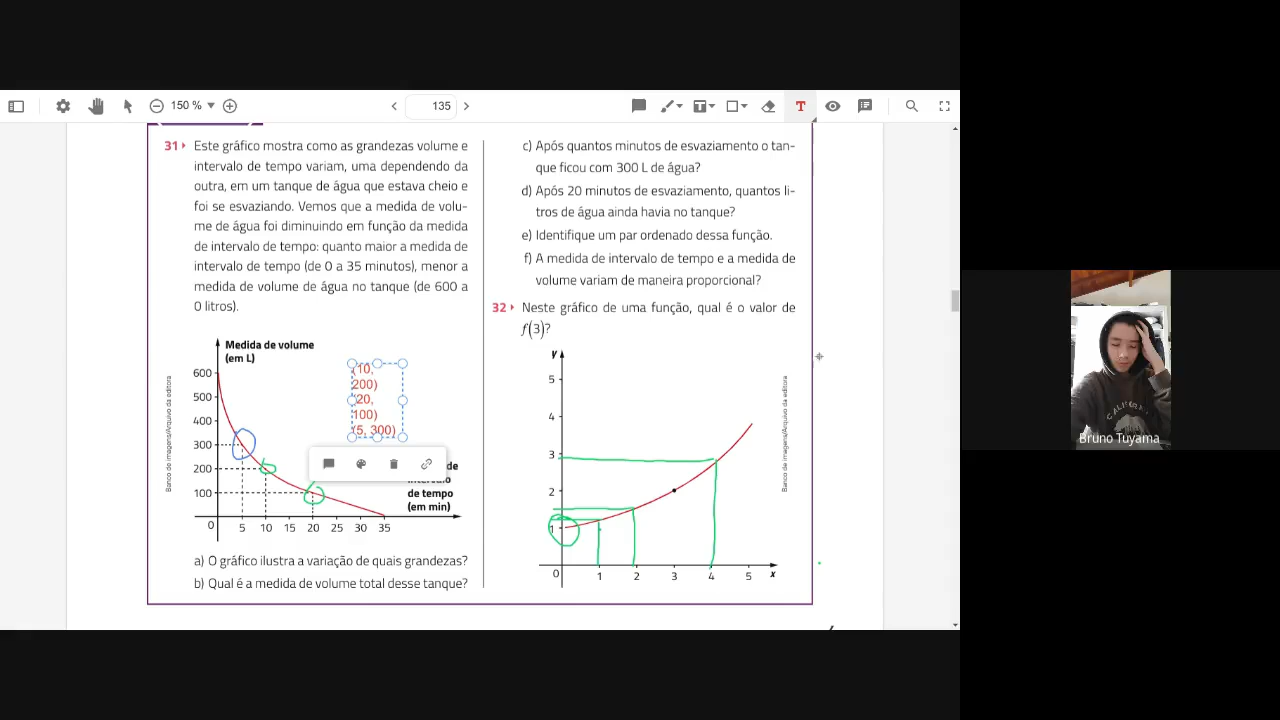 150 %
135
31 Este gráfico mostra como as grandezas volume e
intervalo de tempo variam, uma dependendo da
outra, em um tanque de água que estava cheio e
foi se esvaziando. Vemos que a medida de volu-
me de água foi diminuindo em função da medida
de intervalo de tempo: quanto maior a medida de
intervalo de tempo (de 0 a 35 minutos), menor a
medida de volume de água no tanque (de 600 a
0 litros).
Medida de volume
(em L)
600
500
400
300
200
100
0 5 10 15 20 25 30 35
(10,
200)
(20,
100)
(5, 300)
de
intervalo
de tempo
(em min)
Banco de imagens/Arquivo da editora
a) O gráfico ilustra a variação de quais grandezas?
b) Qual é a medida de volume total desse tanque?
c) Após quantos minutos de esvaziamento o tan-
que ficou com 300 L de água?
d) Após 20 minutos de esvaziamento, quantos li-
tros de água ainda havia no tanque?
e) Identifique um par ordenado dessa função.
f) A medida de intervalo de tempo e a medida de
volume variam de maneira proporcional?
32 Neste gráfico de uma função, qual é o valor de
f(3)?
y
5
4
3
2
1
0 1 2 3 4 5 x
Banco de imagens/Arquivo da editora
Bruno Tuyama